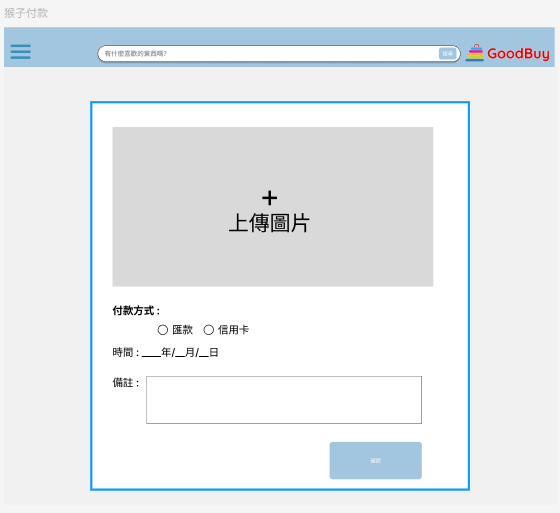 猴子付款
有什麼喜歡的東西嗎?
搜尋
GoodBuy
+
上傳圖片
付款方式 :
匯款 信用卡
時間 : ____年/__月/__日
備註 :